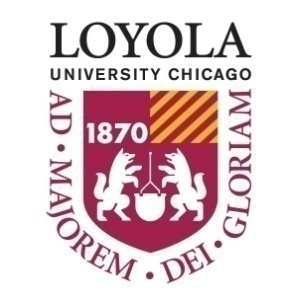 LOYOLA
UNIVERSITY CHICAGO
1870
AD • MAJOREM • DEI • GLORIAM